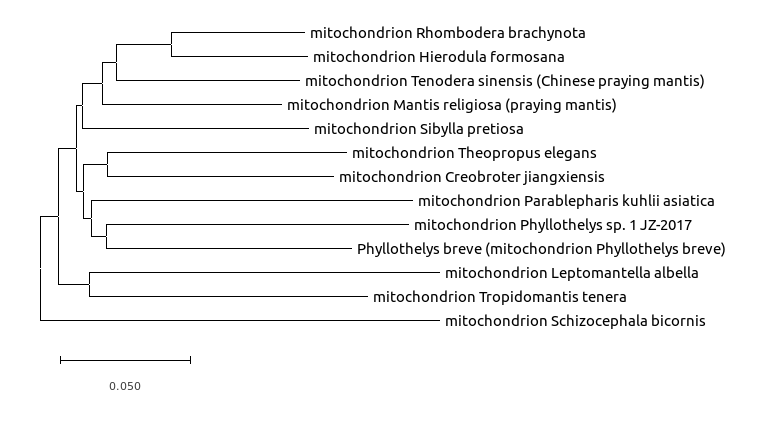 mitochondrion Rhombodera brachynota
mitochondrion Hierodula formosana
mitochondrion Tenodera sinensis (Chinese praying mantis)
mitochondrion Mantis religiosa (praying mantis)
mitochondrion Sibylla pretiosa
mitochondrion Theopropus elegans
mitochondrion Creobroter jiangxiensis
mitochondrion Parablepharis kuhlii asiatica
mitochondrion Phyllothelys sp. 1 JZ-2017
Phyllothelys breve (mitochondrion Phyllothelys breve)
mitochondrion Leptomantella albella
mitochondrion Tropidomantis tenera
mitochondrion Schizocephala bicornis
0.050